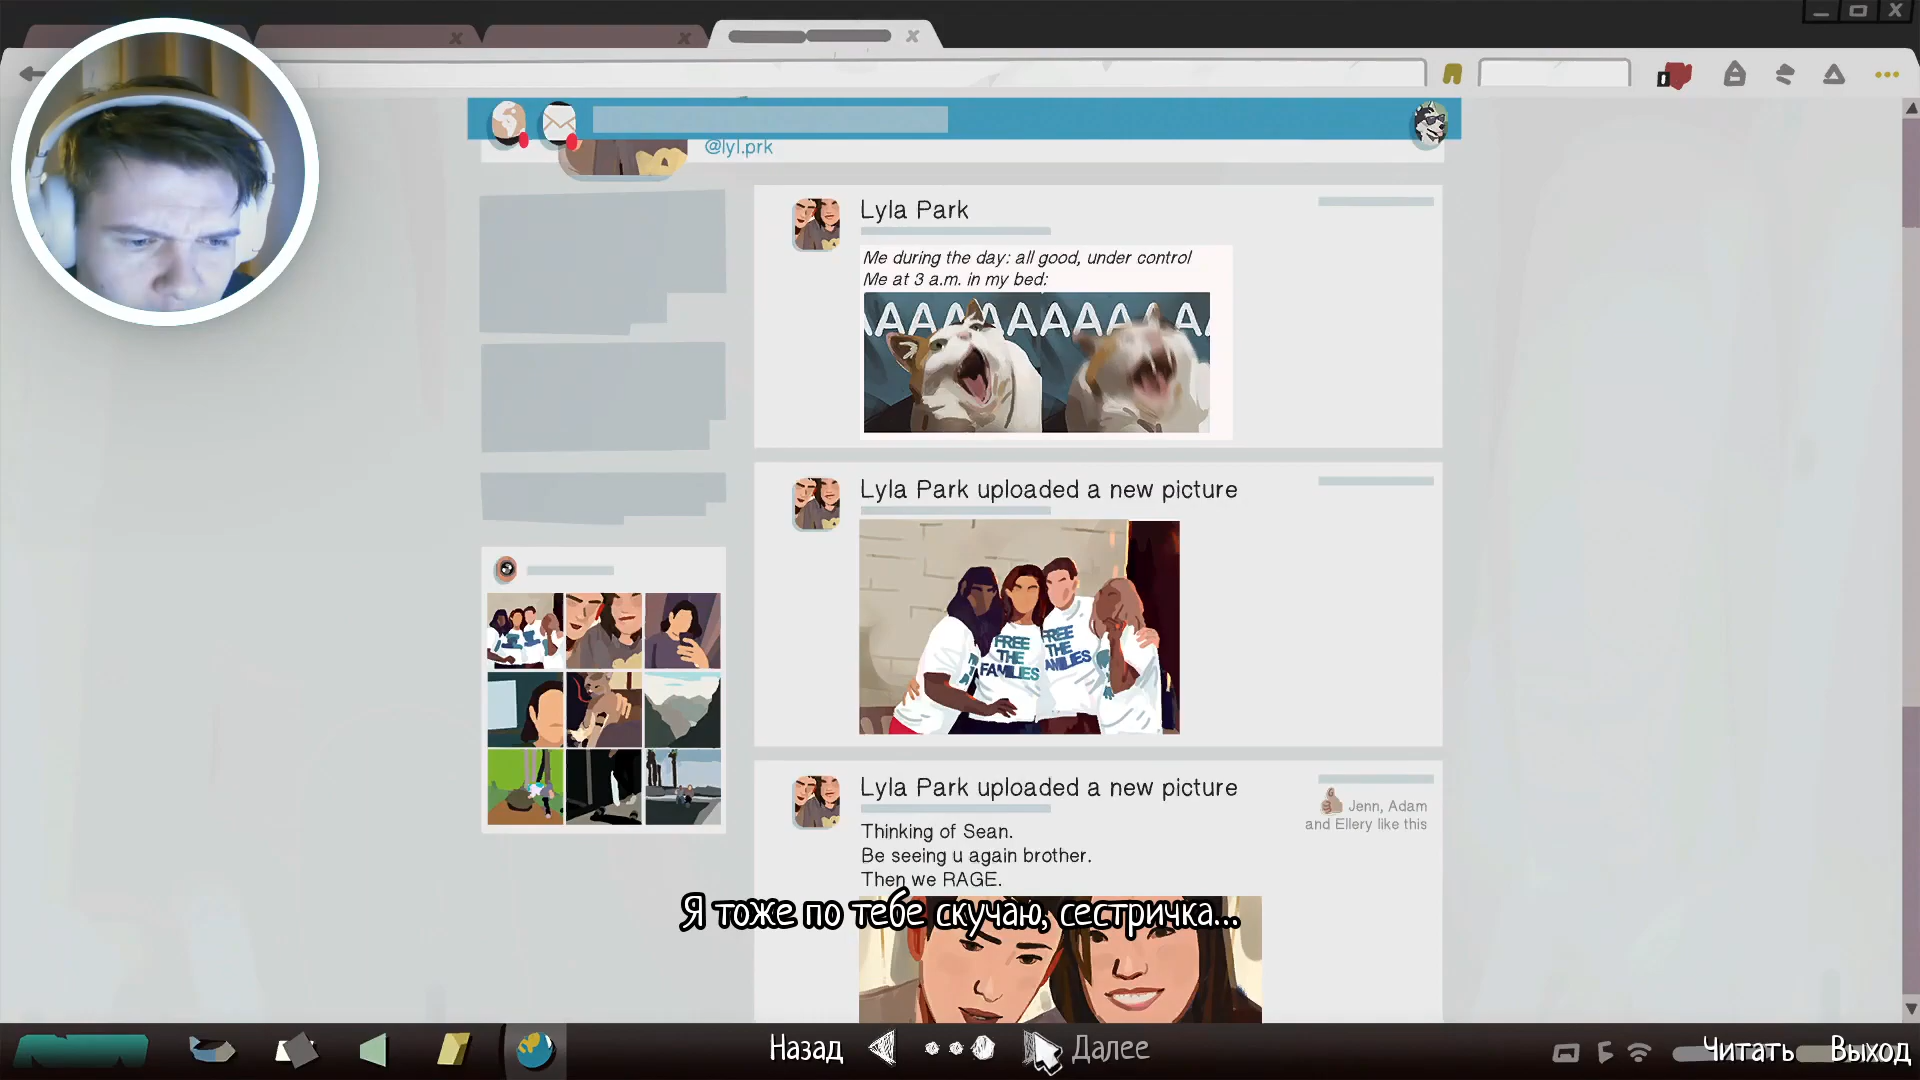 @lyl.prk
Lyla Park
Me during the day: all good, under control
Me at 3 a.m. in my bed:
AAAAAAAAAAA
Lyla Park uploaded a new picture
FREE
THE
FAMILIES
FREE
THE
FAMILIES
Lyla Park uploaded a new picture
Jenn, Adam
and Ellery like this
Thinking of Sean.
Be seeing u again brother.
Then we RAGE.
Я тоже по тебе скучаю, сестричка...
Назад
Далее
Читать
Выход